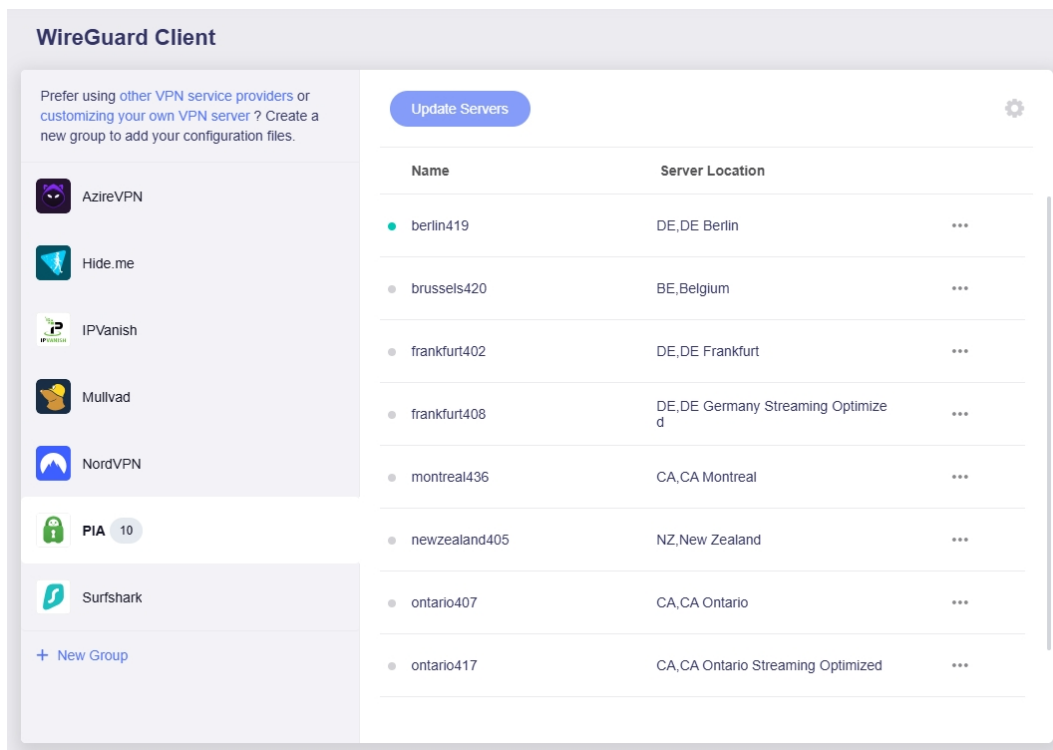 WireGuard Client
Prefer using other VPN service providers or
customizing your own VPN server ? Create a
new group to add your configuration files.
AzireVPN
Hide.me
IPVANISH
IPVanish
Mullvad
NordVPN
PIA 10
Surfshark
+ New Group
Update Servers
Name Server Location
berlin419 DE,DE Berlin
brussels420 BE,Belgium
frankfurt402 DE,DE Frankfurt
frankfurt408 DE,DE Germany Streaming Optimize
d
montreal436 CA,CA Montreal
newzealand405 NZ,New Zealand
ontario407 CA,CA Ontario
ontario417 CA,CA Ontario Streaming Optimized